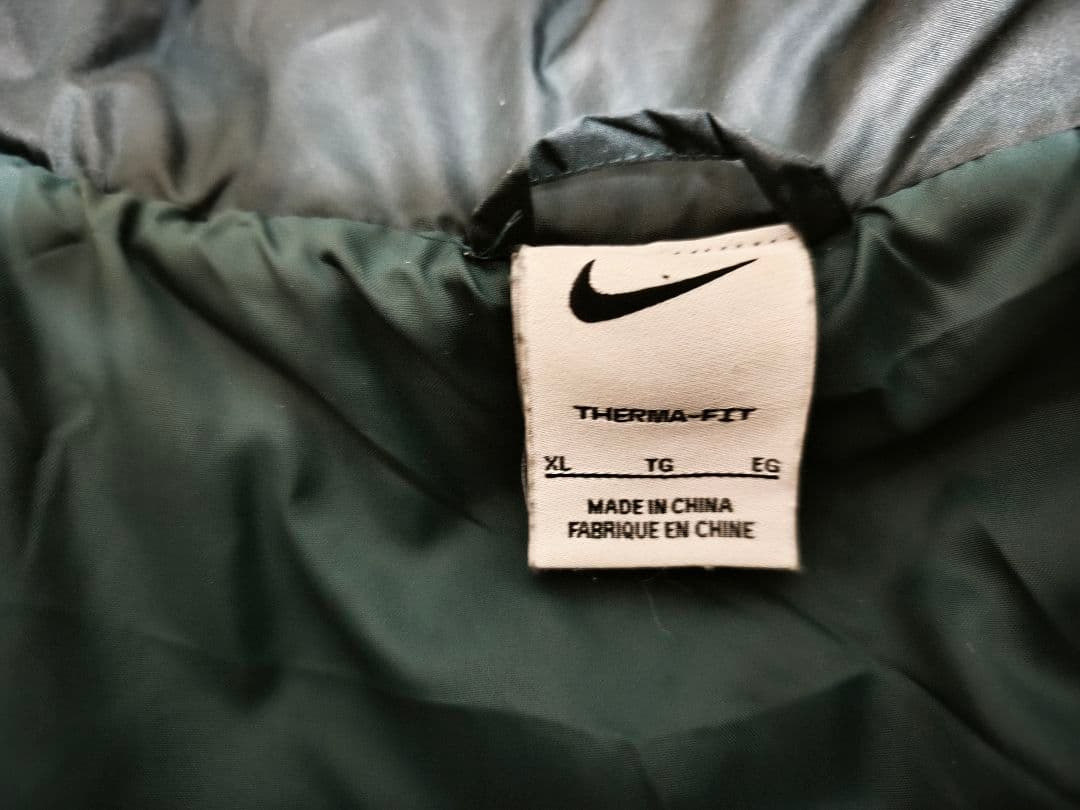 THERMA-FIT
XL TG EG
MADE IN CHINA
FABRIQUE EN CHINE